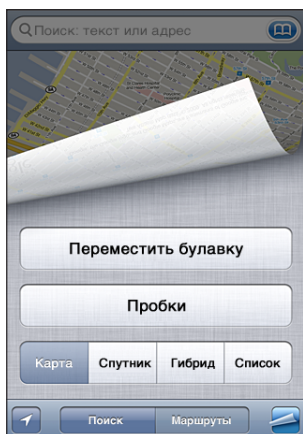 Поиск: текст или адрес
Переместить булавку
Пробки
Карта Спутник Гибрид Список
Поиск Маршруты